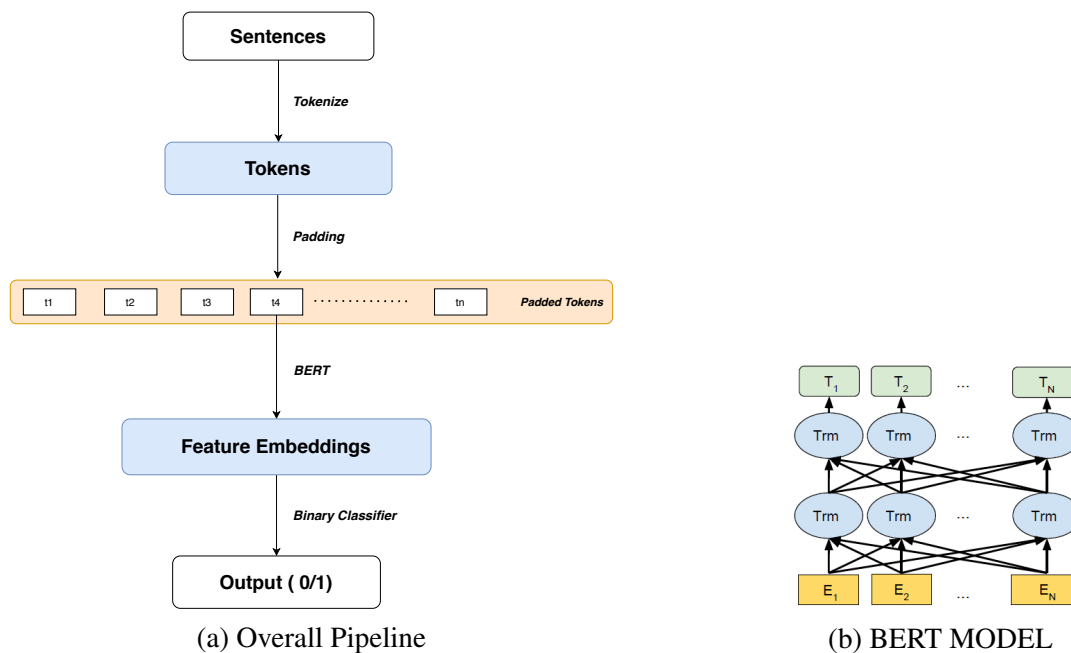 Sentences
Tokenize
Tokens
Padding
t1 t2 t3 t4 .............. tn Padded Tokens
BERT
Feature Embeddings
Binary Classifier
Output ( 0/1)
(a) Overall Pipeline
T1 T2 ... TN
Trm Trm ... Trm
Trm Trm ... Trm
E1 E2 ... EN
(b) BERT MODEL